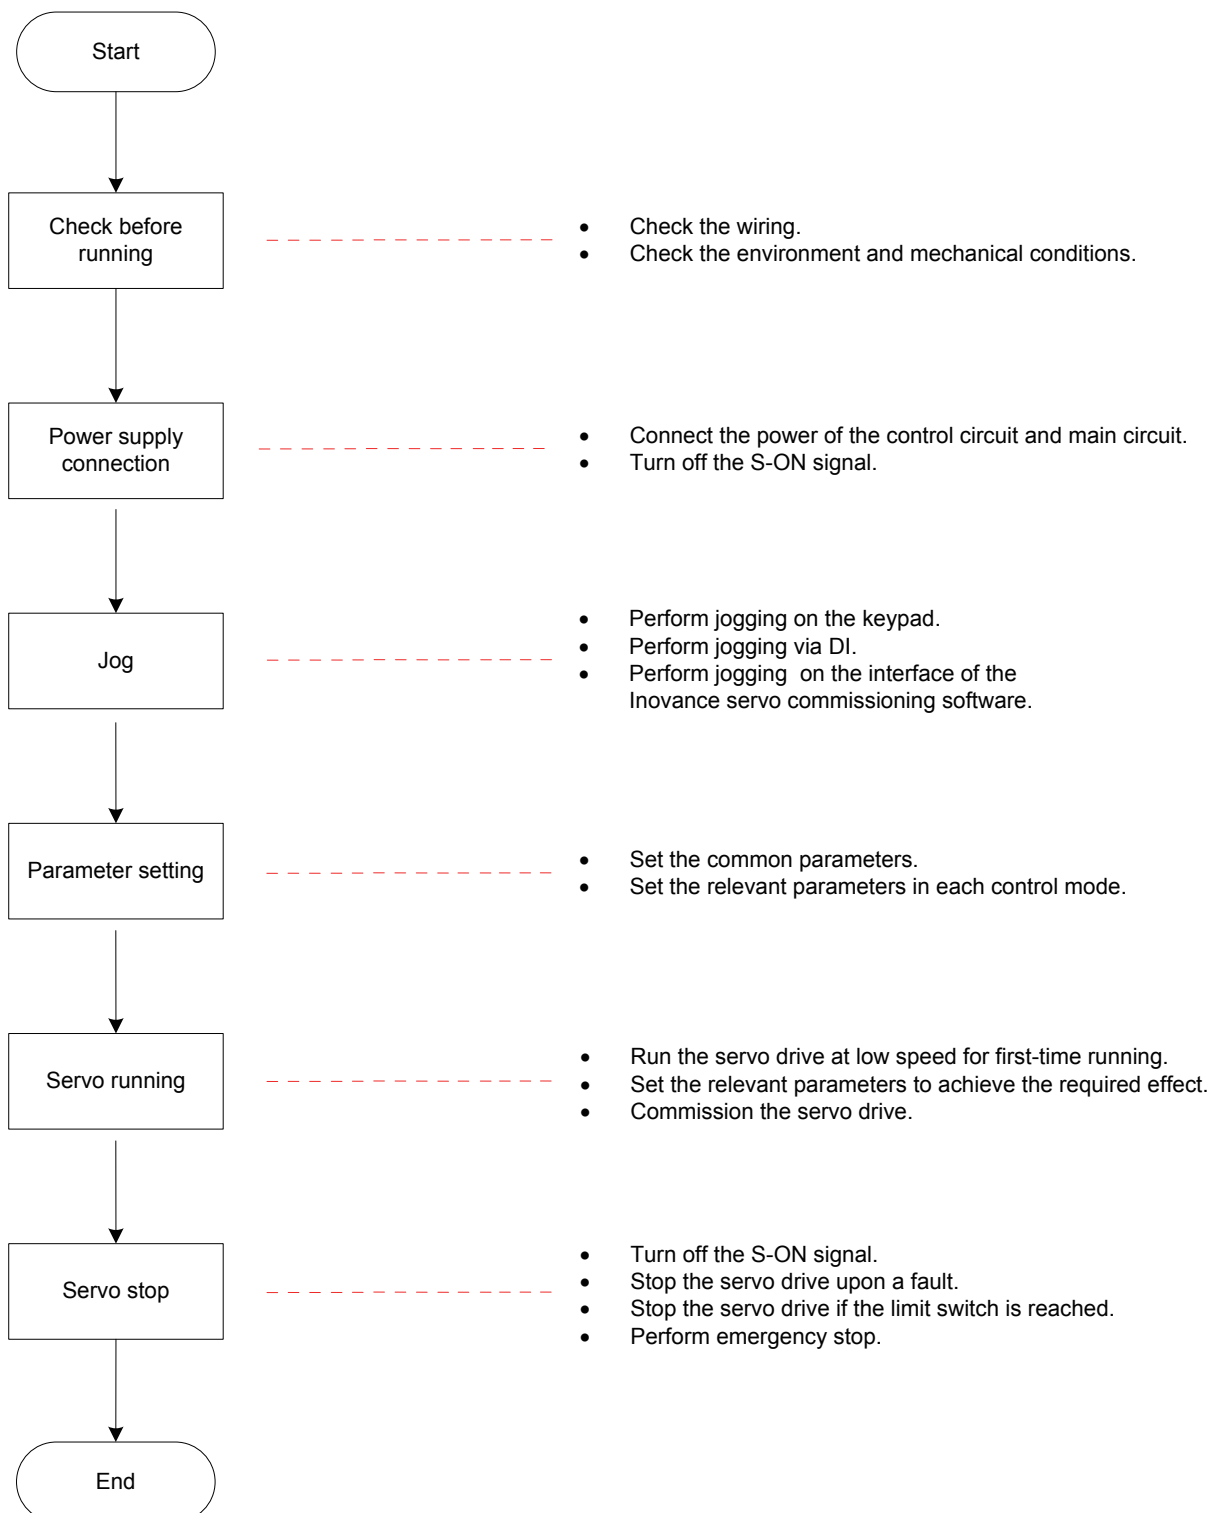 Start
Check before
running
• Check the wiring.
• Check the environment and mechanical conditions.
Power supply
connection
• Connect the power of the control circuit and main circuit.
• Turn off the S-ON signal.
Jog
• Perform jogging on the keypad.
• Perform jogging via DI.
• Perform jogging  on the interface of the
Inovance servo commissioning software.
Parameter setting
• Set the common parameters.
• Set the relevant parameters in each control mode.
Servo running
• Run the servo drive at low speed for first-time running.
• Set the relevant parameters to achieve the required effect.
• Commission the servo drive.
Servo stop
• Turn off the S-ON signal.
• Stop the servo drive upon a fault.
• Stop the servo drive if the limit switch is reached.
• Perform emergency stop.
End